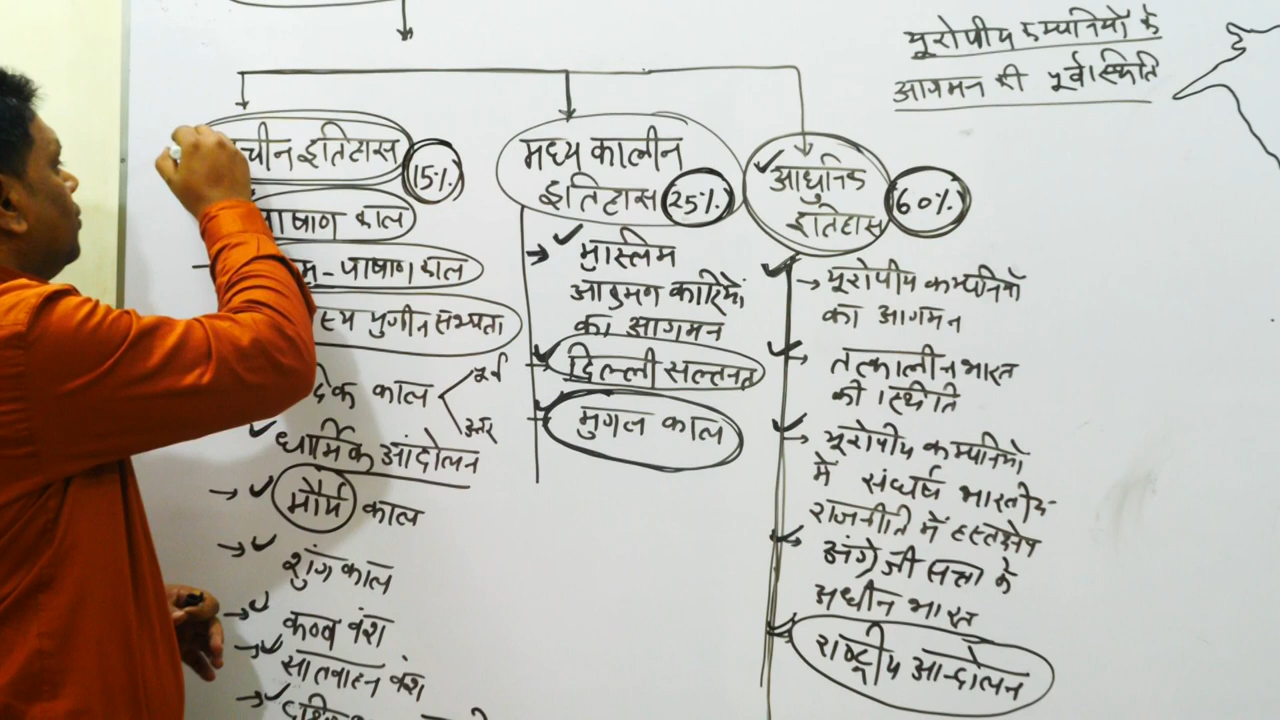 यूरोपीय कम्पनियों के
आगमन की पूर्व स्थिति
चीन इतिहास
15%
षाण काल
म-पाषाण काल
स्य युगीन सभ्यता
दिक काल
पूर्व
उत्तर
धार्मिक आंदोलन
मौर्य काल
शुंग काल
कण्व वंश
सातवाहन वंश
मध्य कालीन
इतिहास 25%
मुस्लिम
आक्रमण कारियों
का आगमन
दिल्ली सल्तनत
मुगल काल
आधुनिक
इतिहास
60%
यूरोपीय कम्पनियों
का आगमन
तत्कालीन भारत
की स्थिति
यूरोपीय कम्पनियों
में संघर्ष भारतीय
राजनीति में हस्तक्षेप
अंग्रेजी सत्ता के
अधीन भारत
राष्ट्रीय आन्दोलन